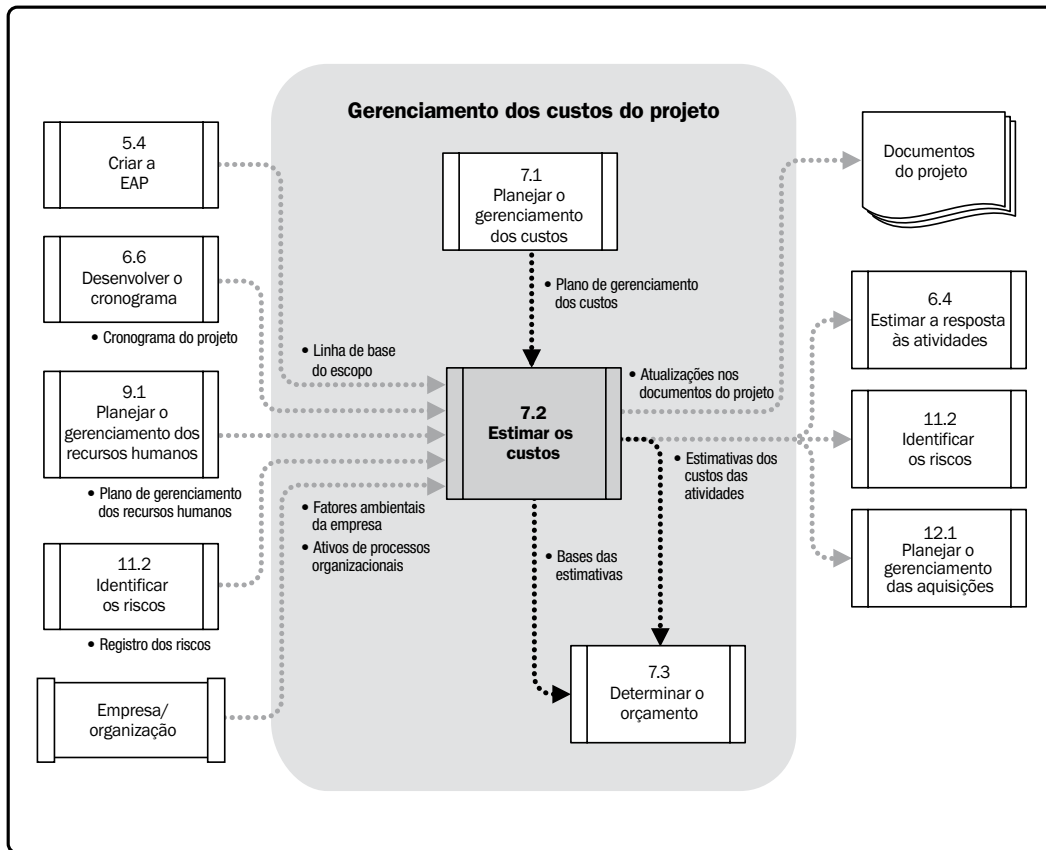 Gerenciamento dos custos do projeto
5.4
Criar a
EAP
6.6
Desenvolver o
cronograma
• Cronograma do projeto
9.1
Planejar o
gerenciamento dos
recursos humanos
• Plano de gerenciamento
dos recursos humanos
11.2
Identificar
os riscos
• Registro dos riscos
Empresa/
organização
7.1
Planejar o
gerenciamento
dos custos
• Plano de gerenciamento
dos custos
• Linha de base
do escopo
7.2
Estimar os
custos
• Fatores ambientais
da empresa
• Ativos de processos
organizacionais
• Atualizações nos
documentos do projeto
• Estimativas dos
custos das
atividades
• Bases das
estimativas
7.3
Determinar o
orçamento
Documentos
do projeto
6.4
Estimar a resposta
às atividades
11.2
Identificar
os riscos
12.1
Planejar o
gerenciamento
das aquisições